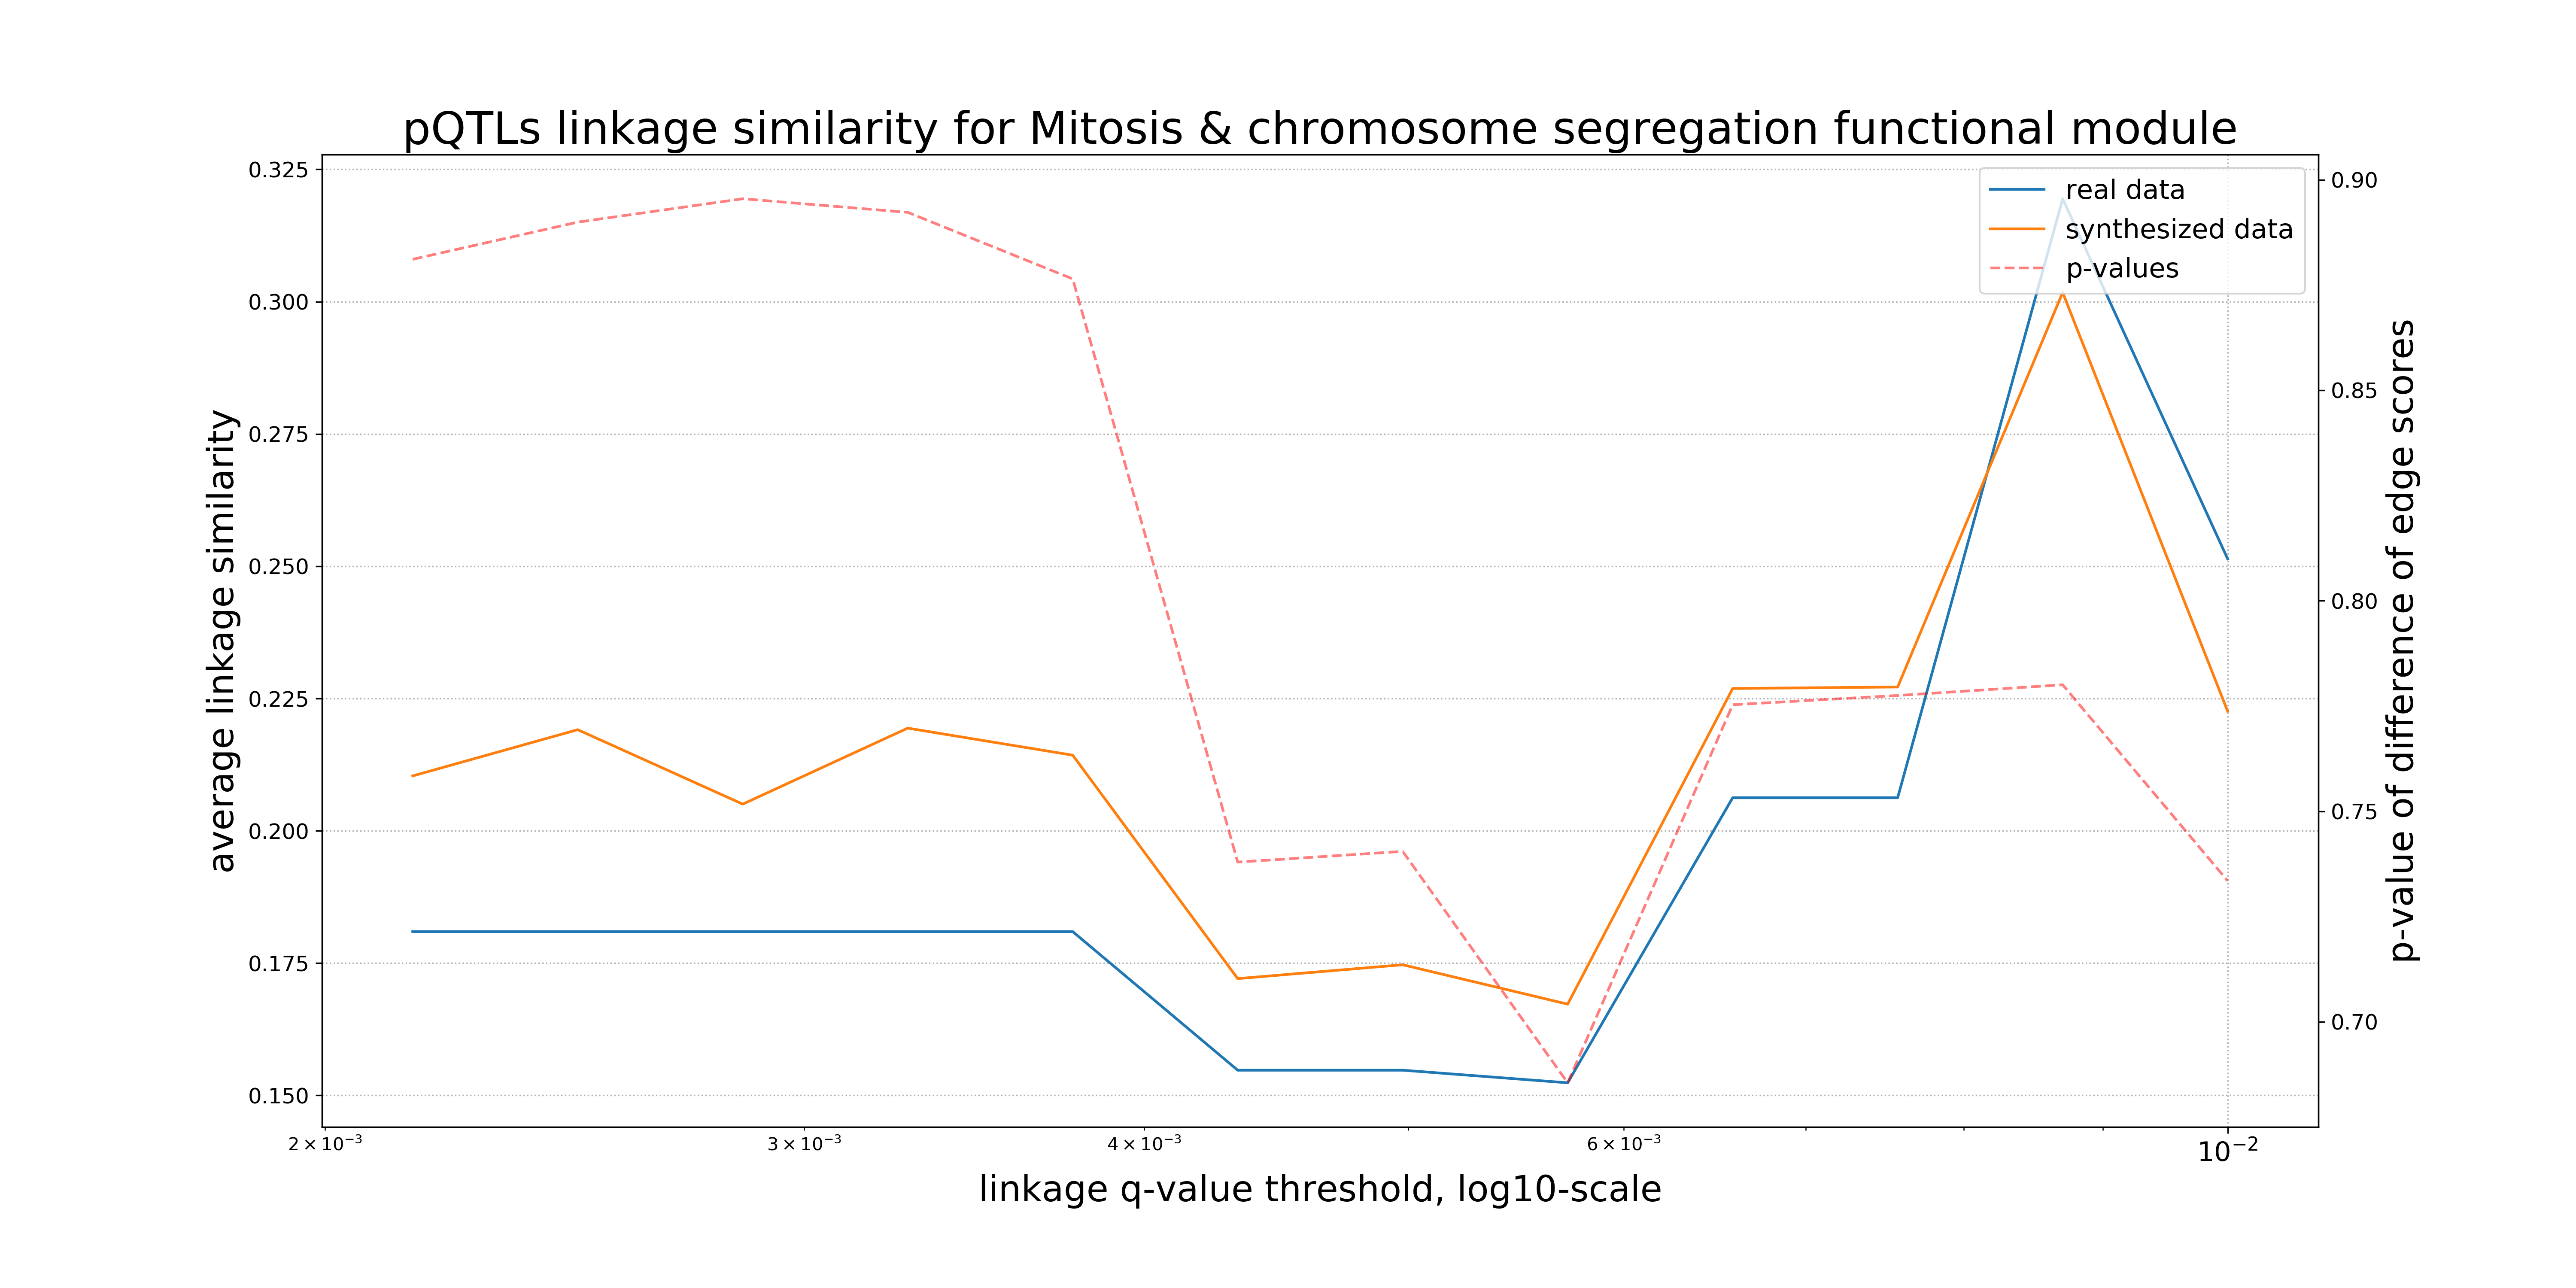 pQTLs linkage similarity for Mitosis & chromosome segregation functional module
real data
synthesized data
p-values
average linkage similarity
0.325
0.300
0.275
0.250
0.225
0.200
0.175
0.150
0.90
0.85
0.80
0.75
0.70
p-value of difference of edge scores
2 × 10⁻³
3 × 10⁻³
4 × 10⁻³
6 × 10⁻³
10⁻²
linkage q-value threshold, log10-scale